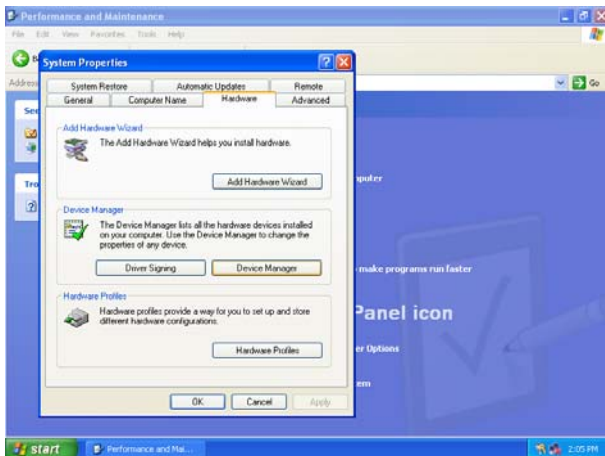 Performance and Maintenance
File Edit View Favorites Tools Help
Address
Go
System Properties
System Restore Automatic Updates Remote
General Computer Name Hardware Advanced
Add Hardware Wizard
The Add Hardware Wizard helps you install hardware.
Add Hardware Wizard
Device Manager
The Device Manager lists all the hardware devices installed
on your computer. Use the Device Manager to change the
properties of any device.
Driver Signing Device Manager
Hardware Profiles
Hardware profiles provide a way for you to set up and store
different hardware configurations.
Hardware Profiles
OK Cancel Apply
See
Tro
mputer
make programs run faster
Panel icon
er Options
em
start Performance and Mai... 2:05 PM